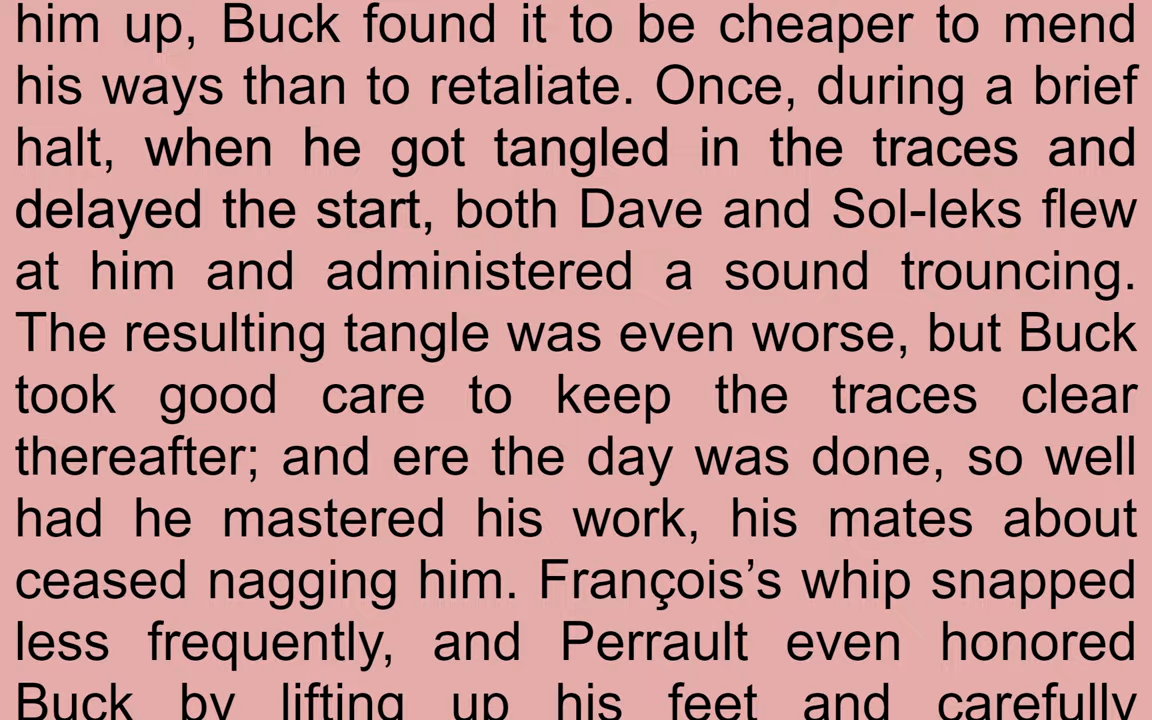 him up, Buck found it to be cheaper to mend
his ways than to retaliate. Once, during a brief
halt, when he got tangled in the traces and
delayed the start, both Dave and Sol-leks flew
at him and administered a sound trouncing.
The resulting tangle was even worse, but Buck
took good care to keep the traces clear
thereafter; and ere the day was done, so well
had he mastered his work, his mates about
ceased nagging him. François’s whip snapped
less frequently, and Perrault even honored
Buck by lifting up his feet and carefully